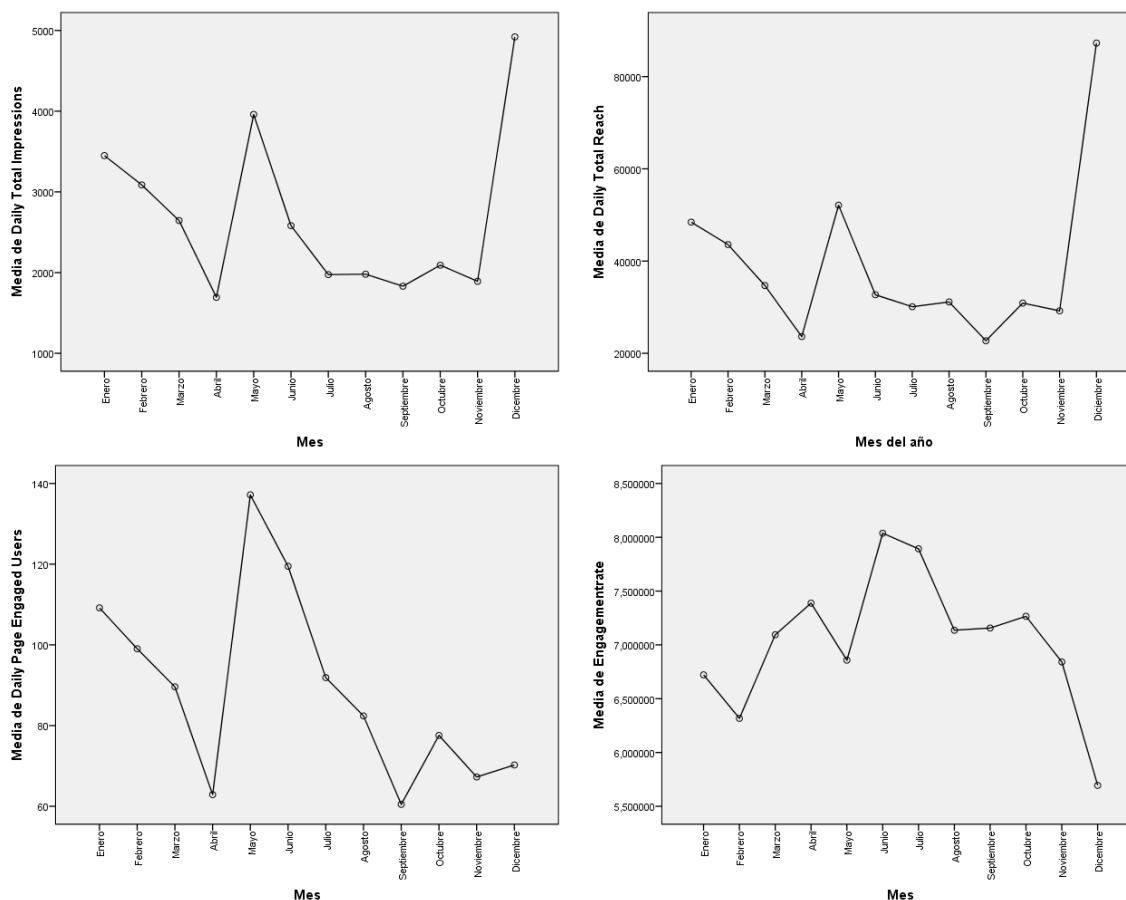 Media de Daily Total Impressions
5000
4000
3000
2000
1000
Enero
Febrero
Marzo
Abril
Mayo
Junio
Julio
Agosto
Septiembre
Octubre
Noviembre
Dicembre
Mes
Media de Daily Total Reach
80000
60000
40000
20000
Enero
Febrero
Marzo
Abril
Mayo
Junio
Julio
Agosto
Septiembre
Octubre
Noviembre
Diciembre
Mes del año
Media de Daily Page Engaged Users
140
120
100
80
60
Enero
Febrero
Marzo
Abril
Mayo
Junio
Julio
Agosto
Septiembre
Octubre
Noviembre
Dicembre
Mes
Media de Engagementrate
8,500000
8,000000
7,500000
7,000000
6,500000
6,000000
5,500000
Enero
Febrero
Marzo
Abril
Mayo
Junio
Julio
Agosto
Septiembre
Octubre
Noviembre
Dicembre
Mes